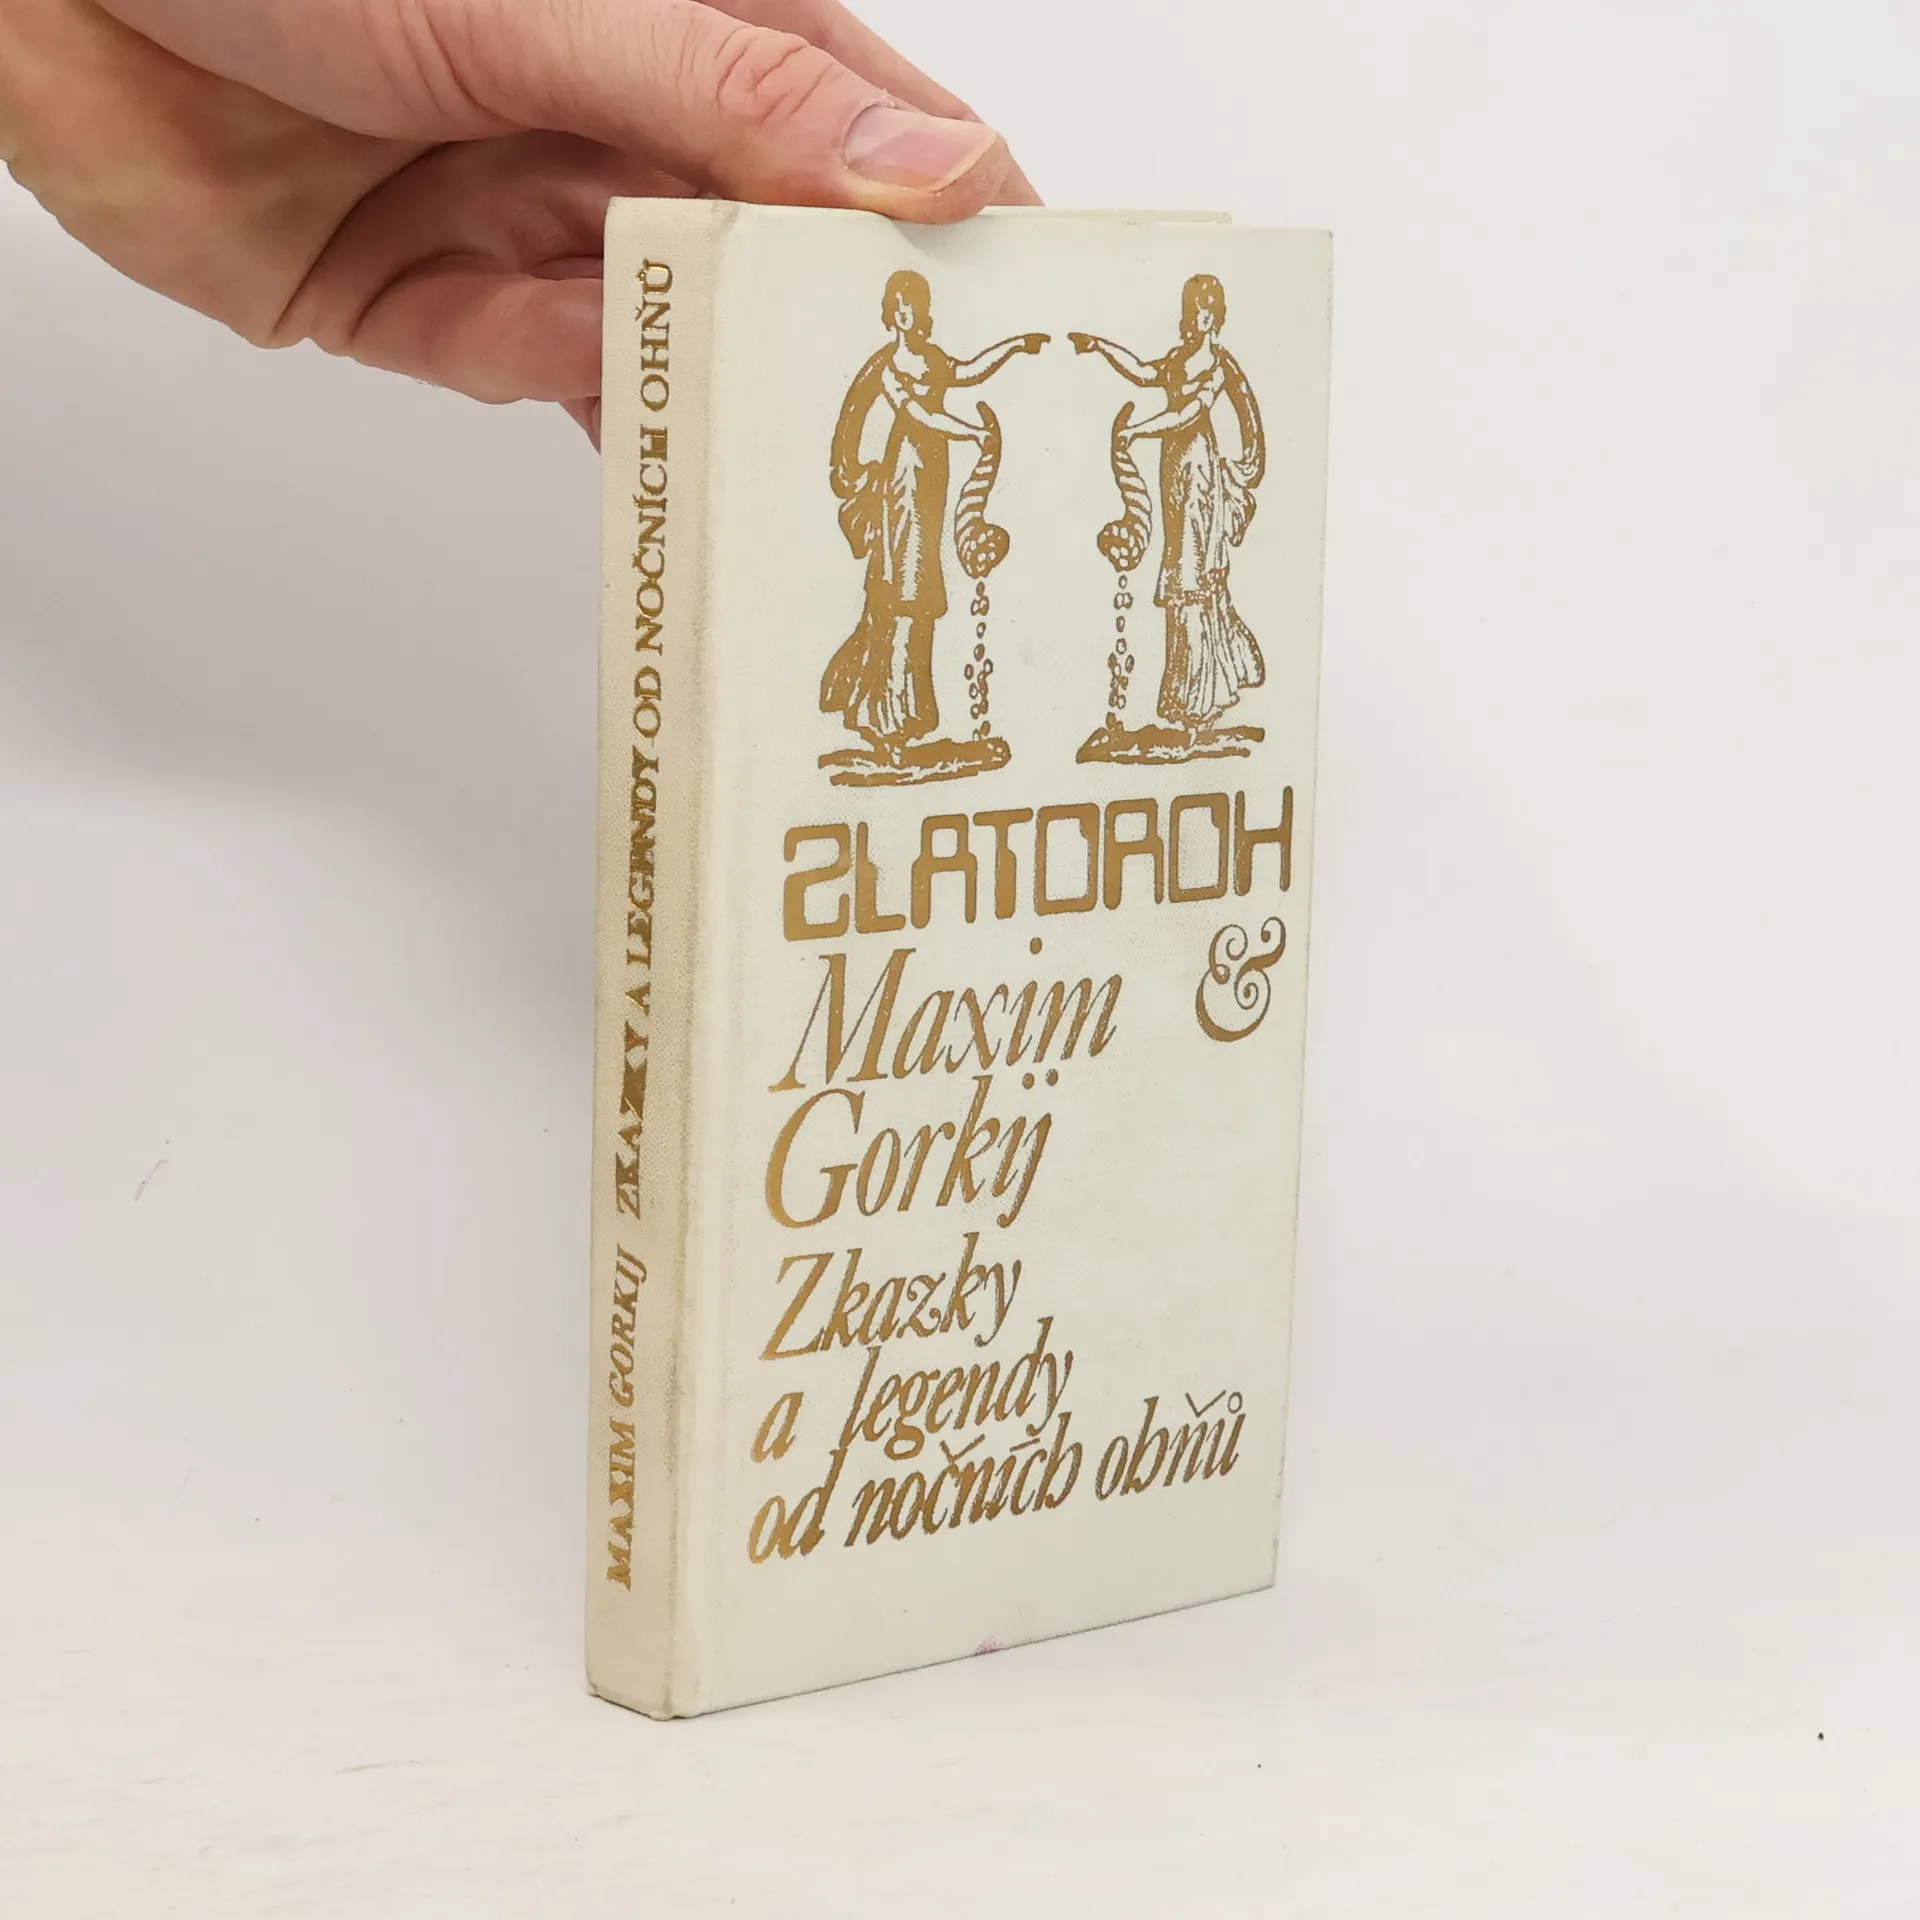 MAXIM GORKIJ ZKAZKY A LEGENDY OD NOČNÍCH OHŇŮ
ZLATOROH
Maxim &
Gorkij
Zkazky
a legendy
od nočních ohňů